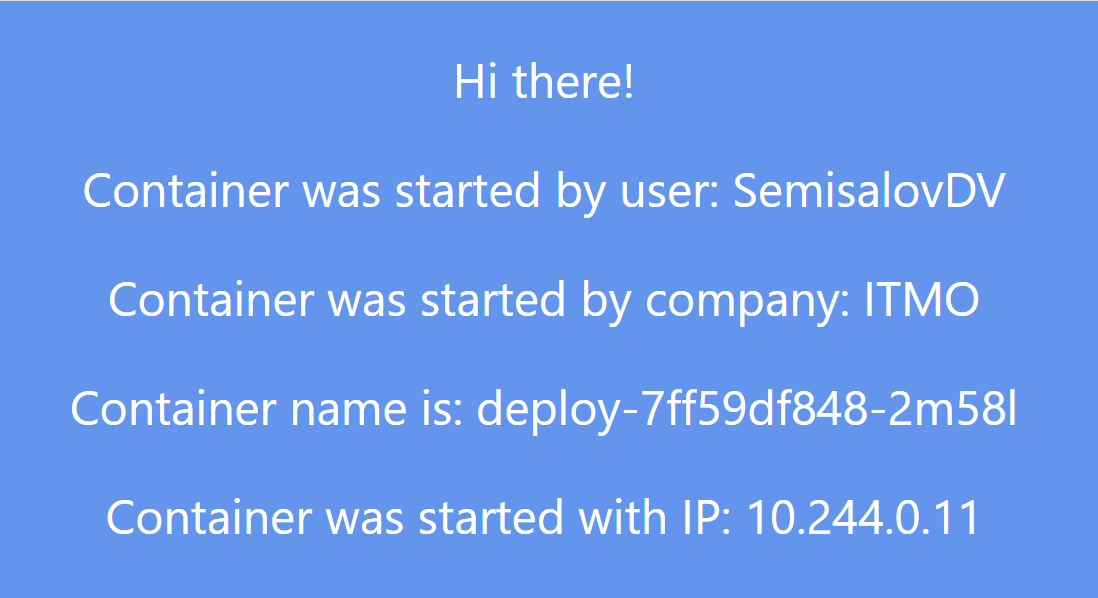 Hi there!
Container was started by user: SemisalovDV
Container was started by company: ITMO
Container name is: deploy-7ff59df848-2m58l
Container was started with IP: 10.244.0.11